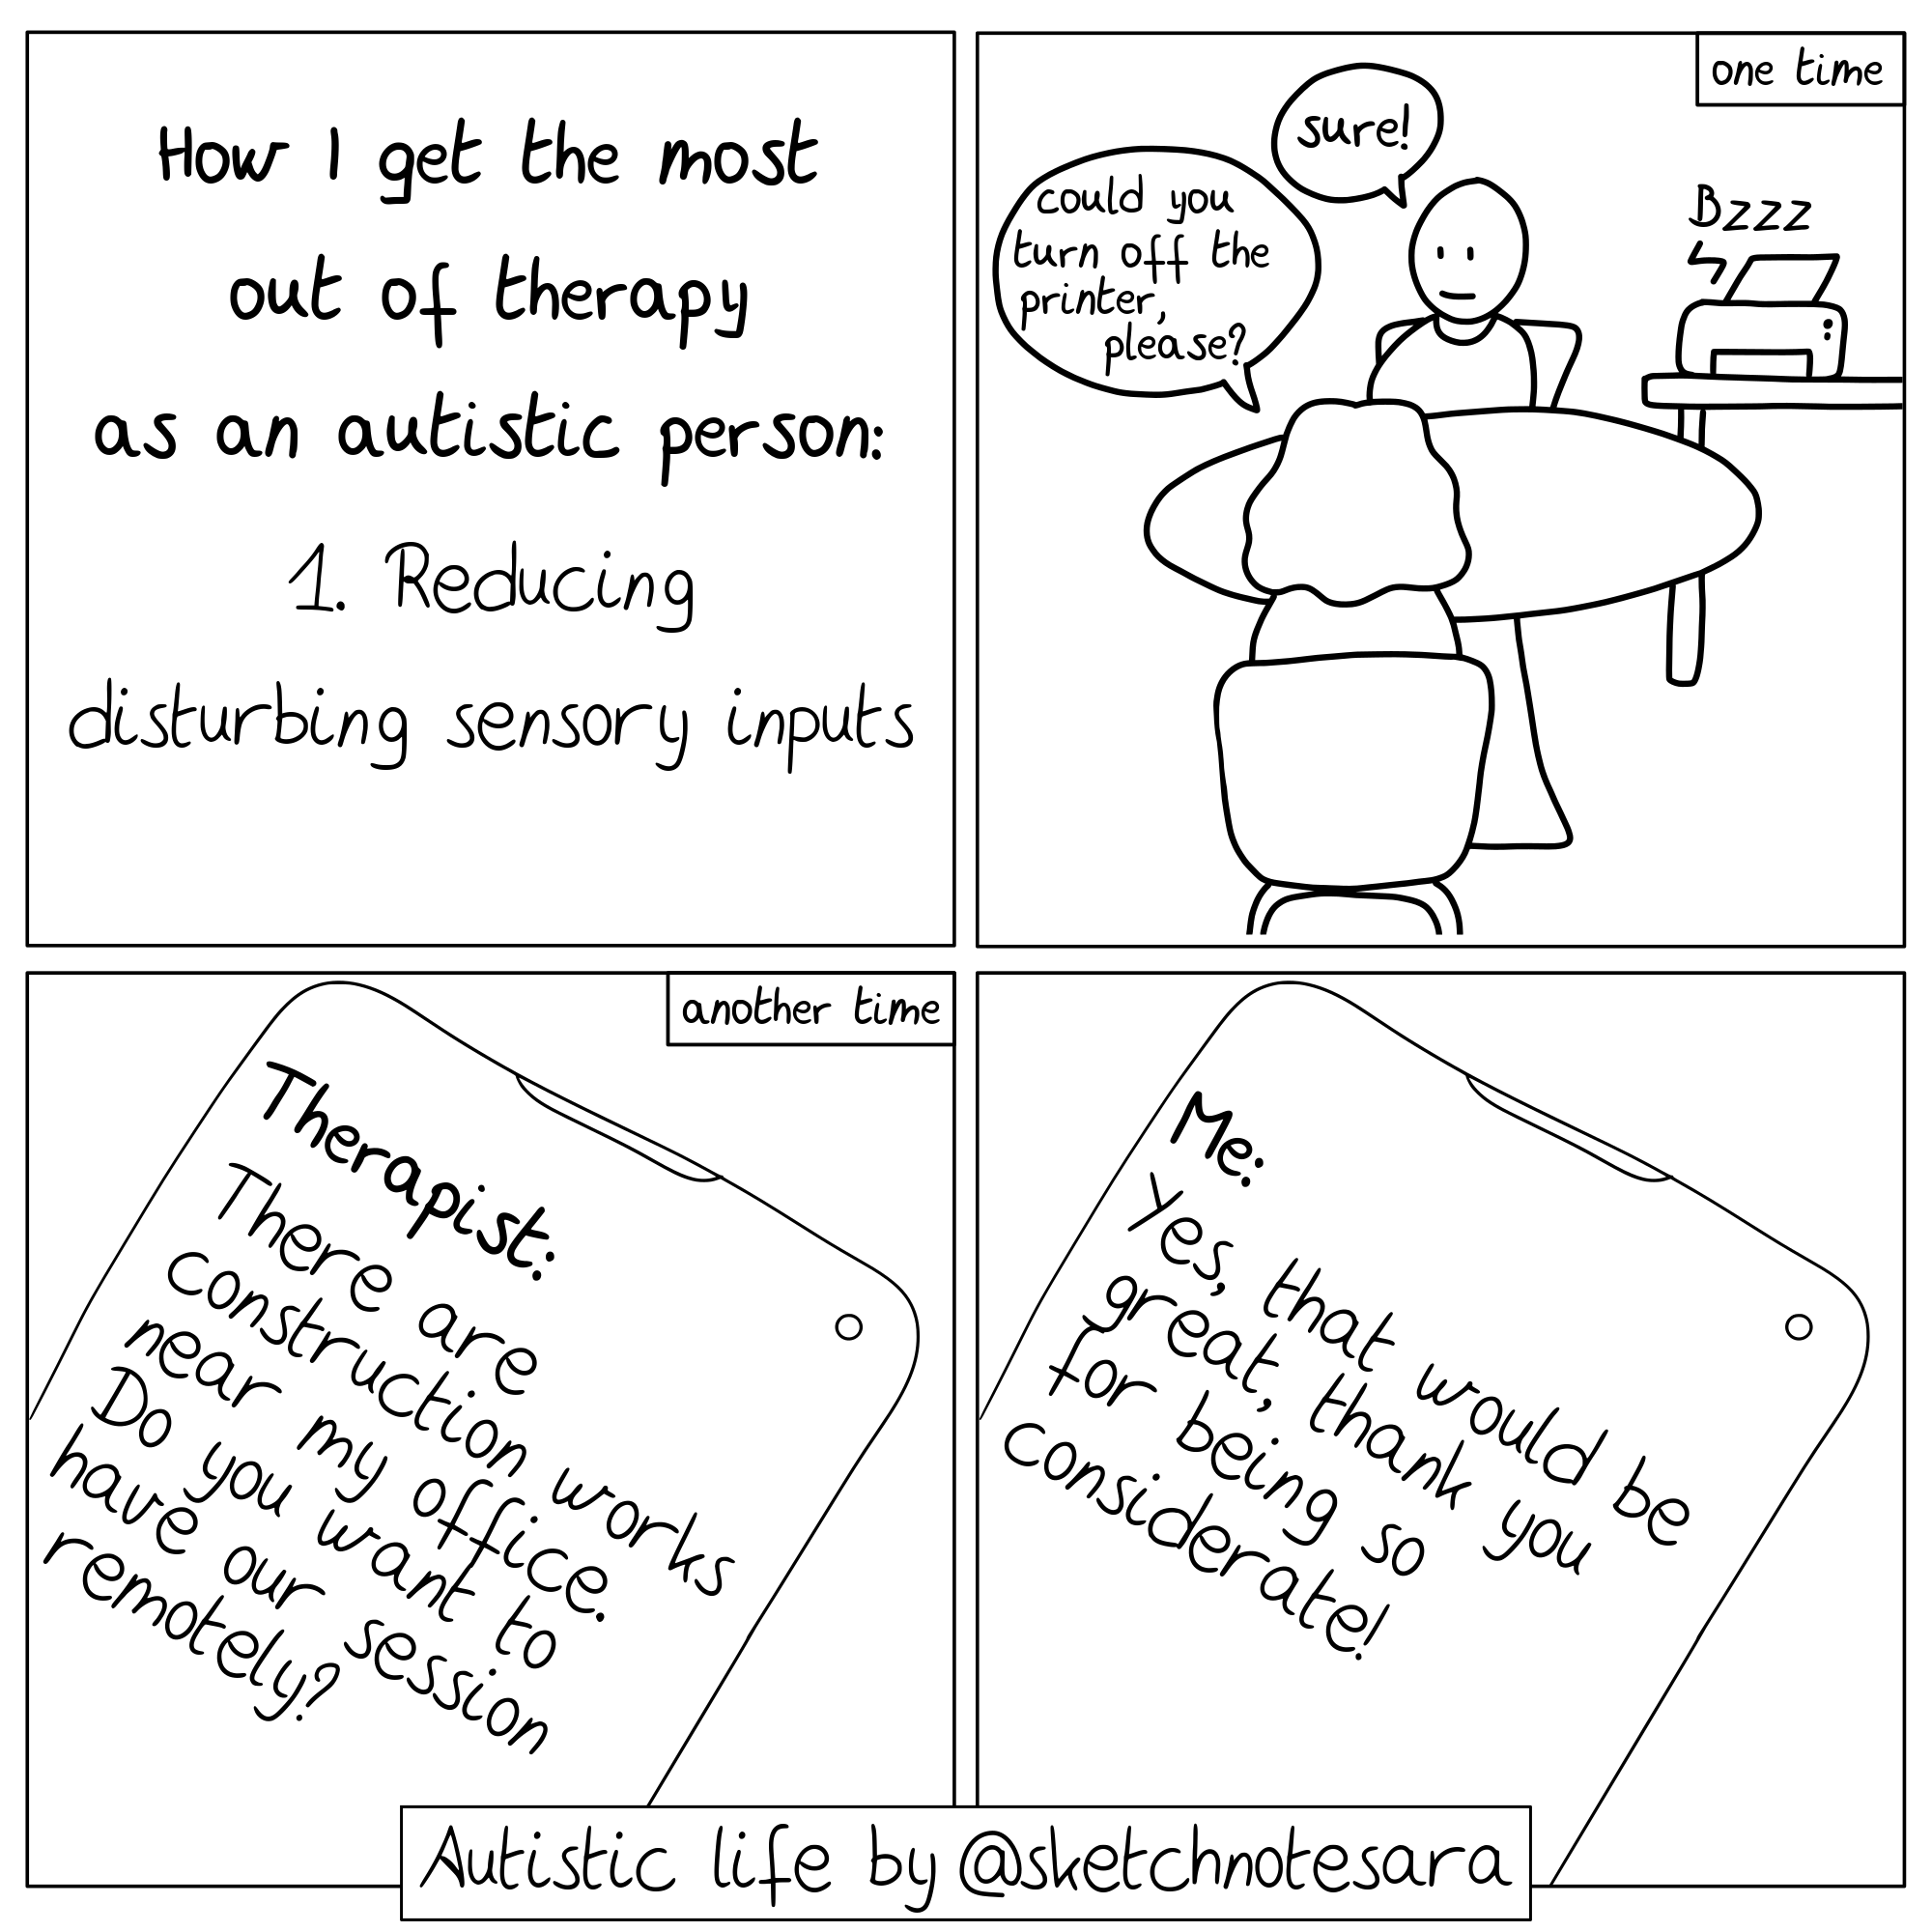 How I get the most
out of therapy
as an autistic person:
1. Reducing
disturbing sensory inputs
one time
sure!
could you
turn off the
printer,
please?
Bzzz
another time
Therapist:
There are
construction works
near my office.
Do you want to
have our session
remotely?
Me:
Yes, that would be
great, thank you
for being so
considerate!
Autistic life by @sketchnotesara